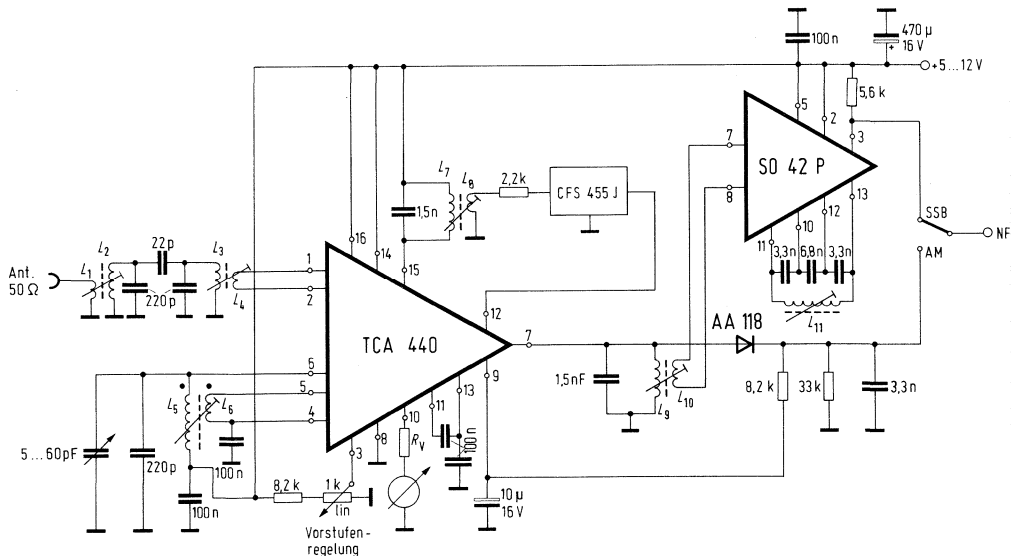 100n
470 µ
16 V
+
+5...12 V
5,6 k
5
2
3
7
SO 42 P
8
13
12
10
11
3,3n
6,8n
3,3n
L11
SSB
NF
AM
L7
L8
2,2 k
CFS 455 J
1,5n
16
14
15
Ant.
50 Ω
L1
L2
22p
L3
220p
L4
1
2
12
TCA 440
7
AA 118
9
1,5nF
L9
L10
8,2 k
33k
3,3n
6
5
4
L5
L6
13
11
10
8
3
RV
100n
5...60pF
220p
100n
100n
8,2 k
1k
lin
10µ
16V
Vorstufen-
regelung